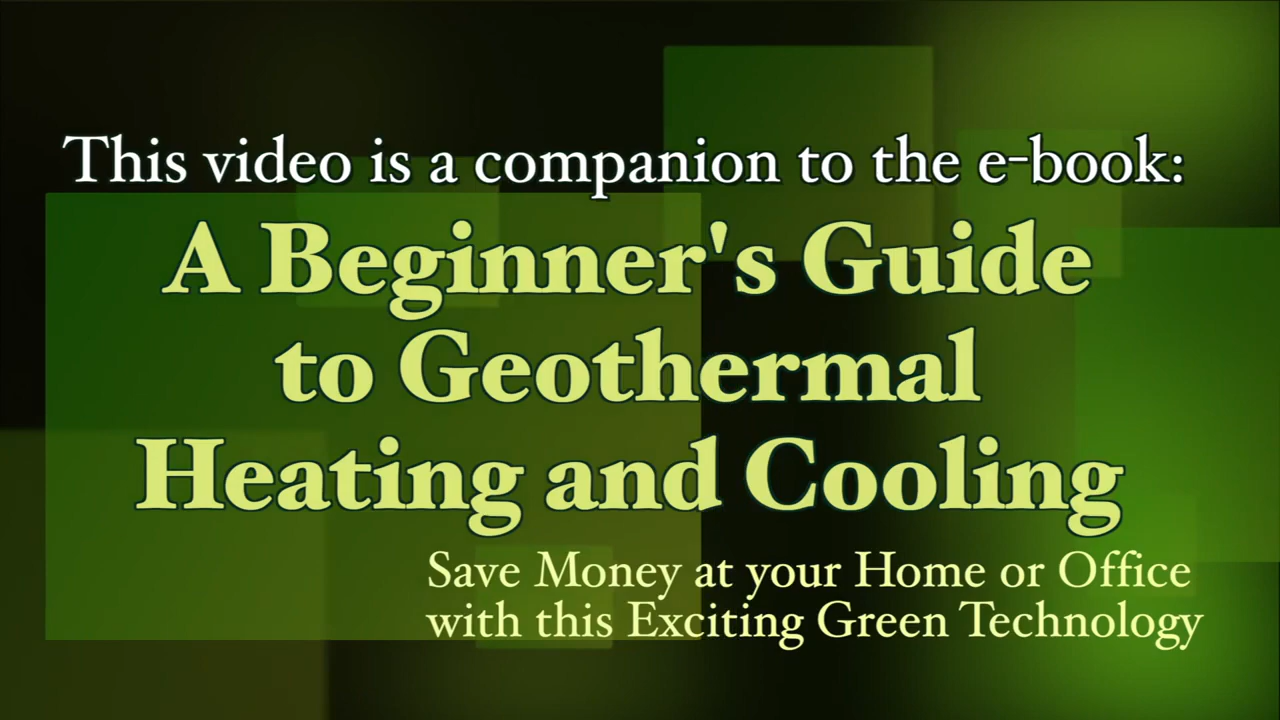 This video is a companion to the e-book:
A Beginner's Guide
to Geothermal
Heating and Cooling
Save Money at your Home or Office
with this Exciting Green Technology